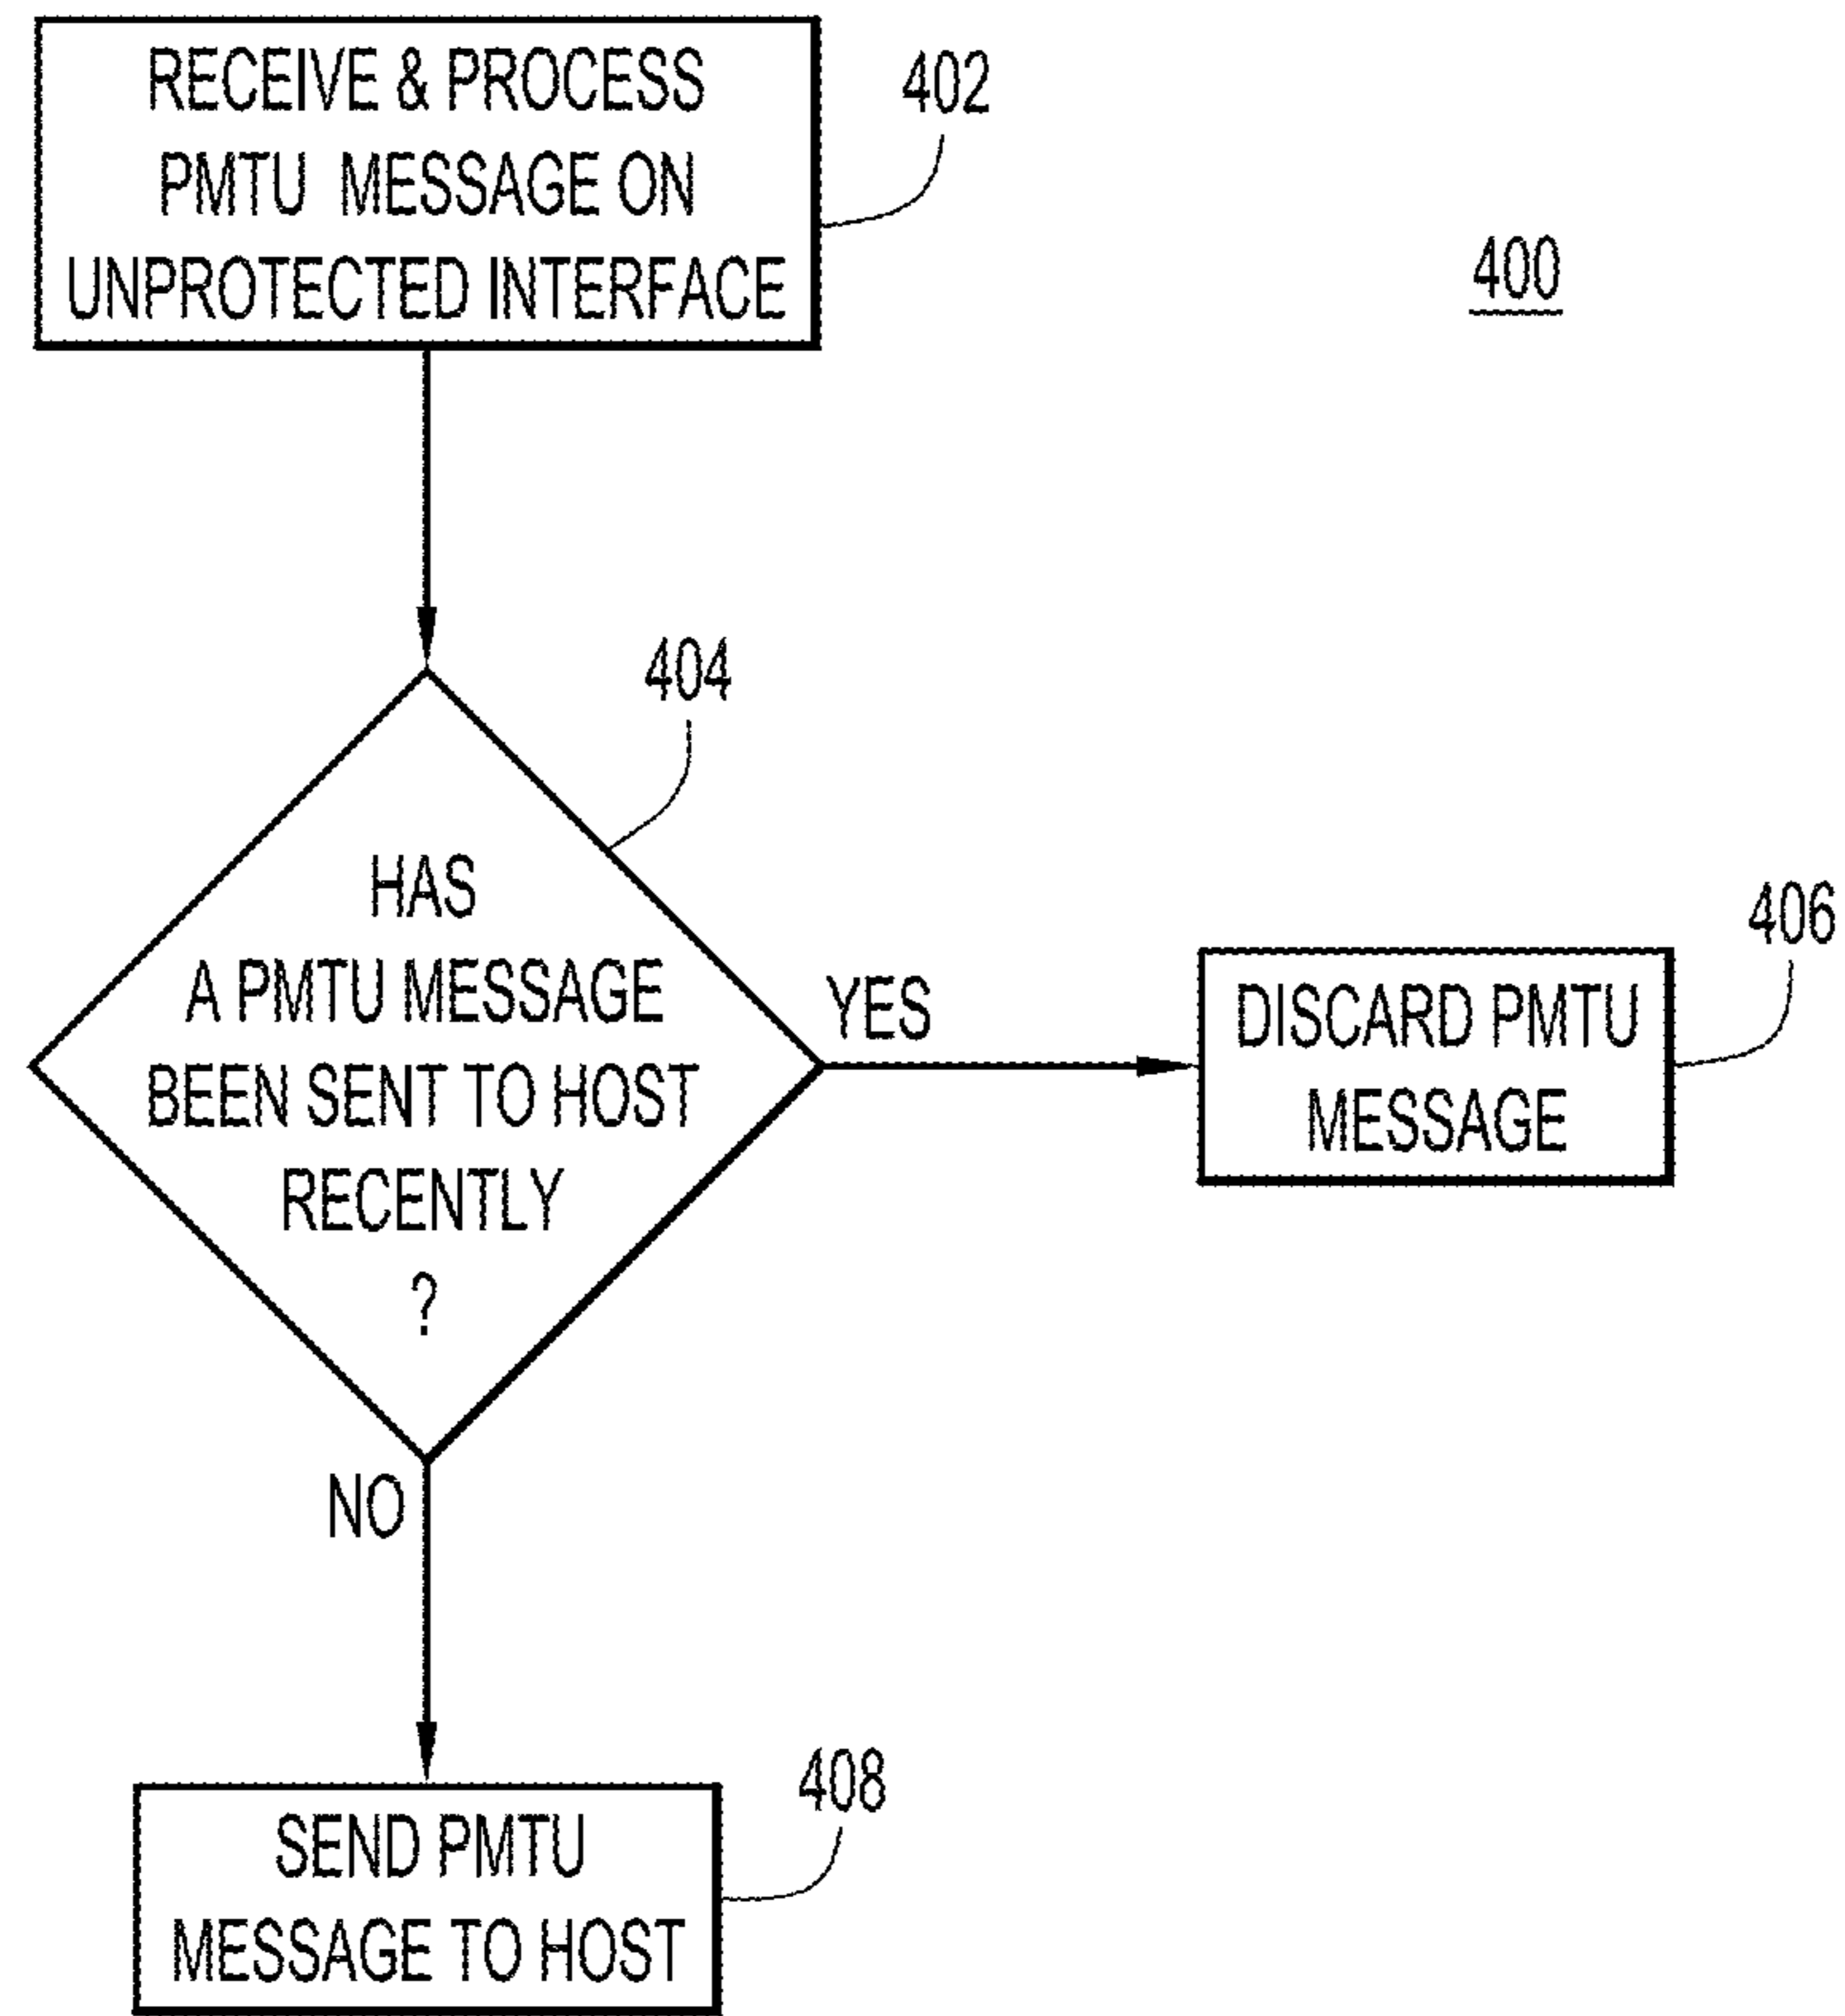 RECEIVE & PROCESS
PMTU MESSAGE ON
UNPROTECTED INTERFACE
402
400
404
HAS
A PMTU MESSAGE
BEEN SENT TO HOST
RECENTLY
?
YES
406
DISCARD PMTU
MESSAGE
NO
408
SEND PMTU
MESSAGE TO HOST